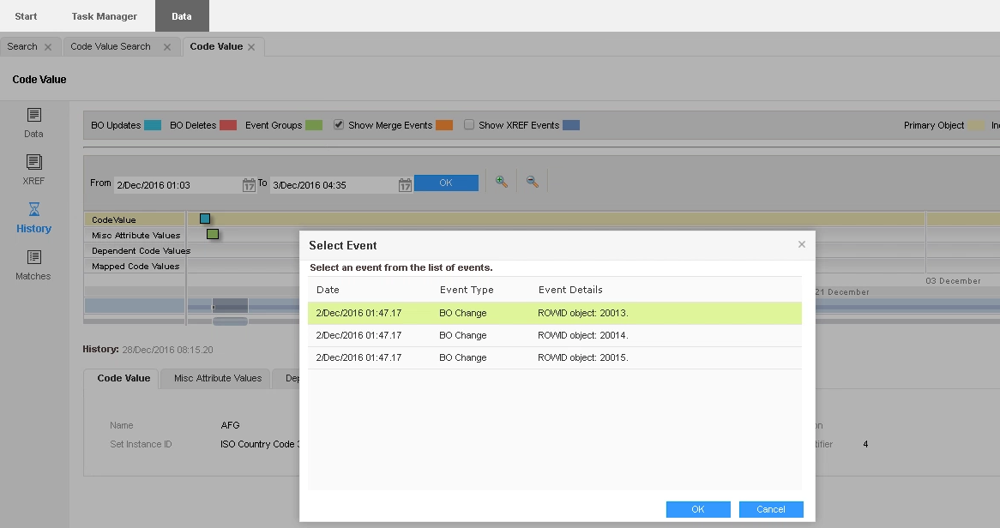 Start Task Manager Data
Search Code Value Search Code Value
Code Value
BO Updates BO Deletes Event Groups Show Merge Events Show XREF Events Primary Object
Data
XREF
History
Matches
From 2/Dec/2016 01:03 17 To 3/Dec/2016 04:35 17 OK
CodeValue
Misc Attribute Values
Dependent Code Values
Mapped Code Values
03 December
21 December
History: 28/Dec/2016 08:15.20
Code Value Misc Attribute Values
Name AFG
Set Instance ID ISO Country Code
4
Select Event
Select an event from the list of events.
Date Event Type Event Details
2/Dec/2016 01:47.17 BO Change ROWID object: 20013.
2/Dec/2016 01:47.17 BO Change ROWID object: 20014.
2/Dec/2016 01:47.17 BO Change ROWID object: 20015.
OK Cancel